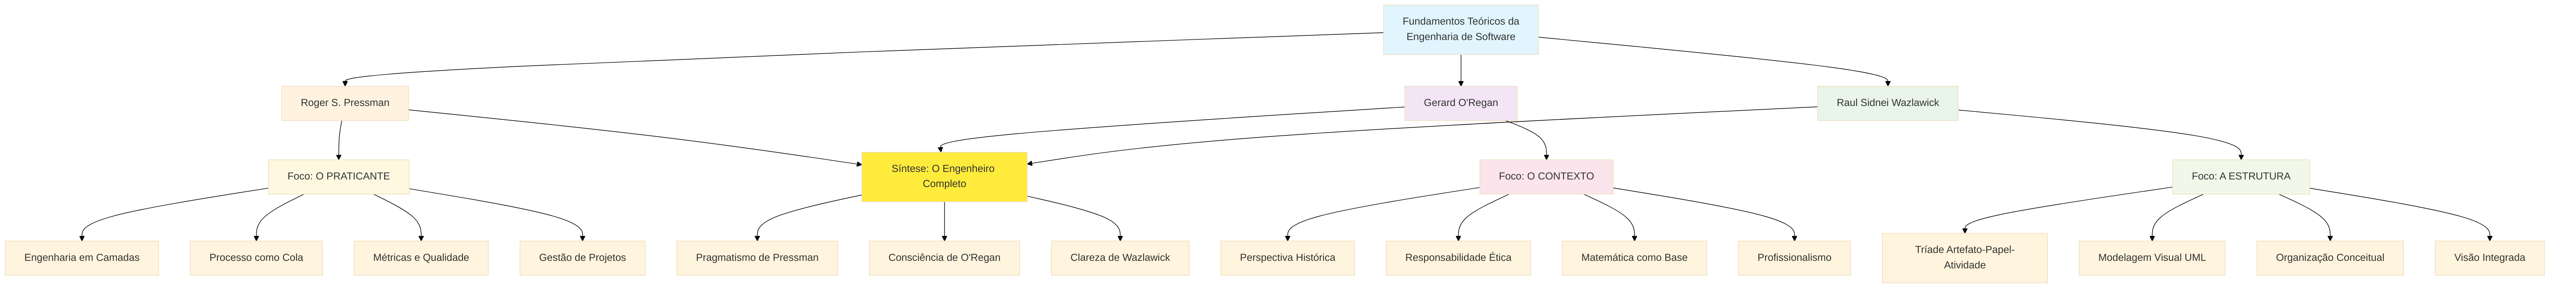 Fundamentos Teóricos da
Engenharia de Software
Roger S. Pressman
Gerard O'Regan
Raul Sidnei Wazlawick
Foco: O PRATICANTE
Síntese: O Engenheiro
Completo
Foco: O CONTEXTO
Foco: A ESTRUTURA
Engenharia em Camadas
Processo como Cola
Métricas e Qualidade
Gestão de Projetos
Pragmatismo de Pressman
Consciência de O'Regan
Clareza de Wazlawick
Perspectiva Histórica
Responsabilidade Ética
Matemática como Base
Profissionalismo
Tríade Artefato-Papel-
Atividade
Modelagem Visual UML
Organização Conceitual
Visão Integrada